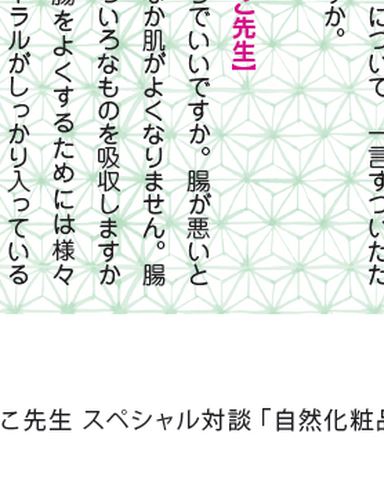 について、一言ずついただ
すか。
こ先生】
らでいいですか。腸が悪いと
なか肌がよくなりません。腸
ろいろなものを吸収しますか
腸をよくするためには様々
ネラルがしっかり入っている
こ先生 スペシャル対談「自然化粧品